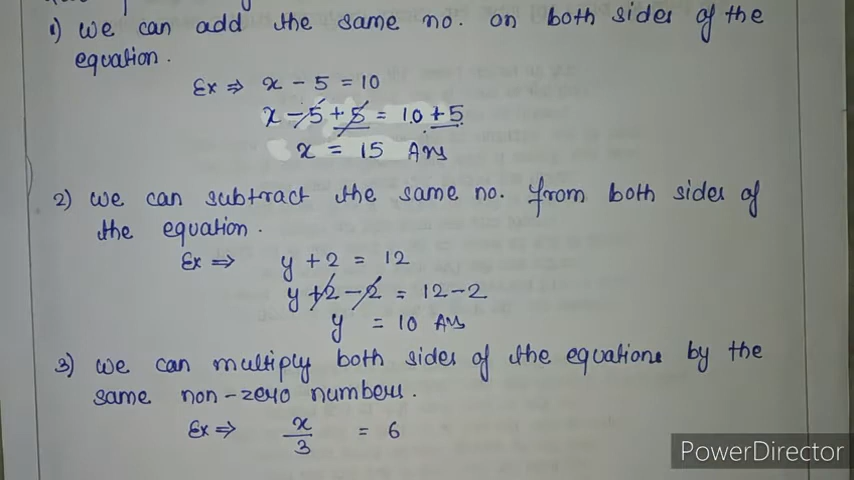 1) we can add the same no. on both sides of the
equation.
Ex ⇒ x - 5 = 10
x - 5 + 5 = 10 + 5
x = 15 Ans
2) we can subtract the same no. from both sides of
the equation.
Ex ⇒ y + 2 = 12
y + 2 - 2 = 12 - 2
y = 10 Ans
3) we can multiply both sides of the equations by the
same non-zero numbers.
Ex ⇒ x/3 = 6
PowerDirector